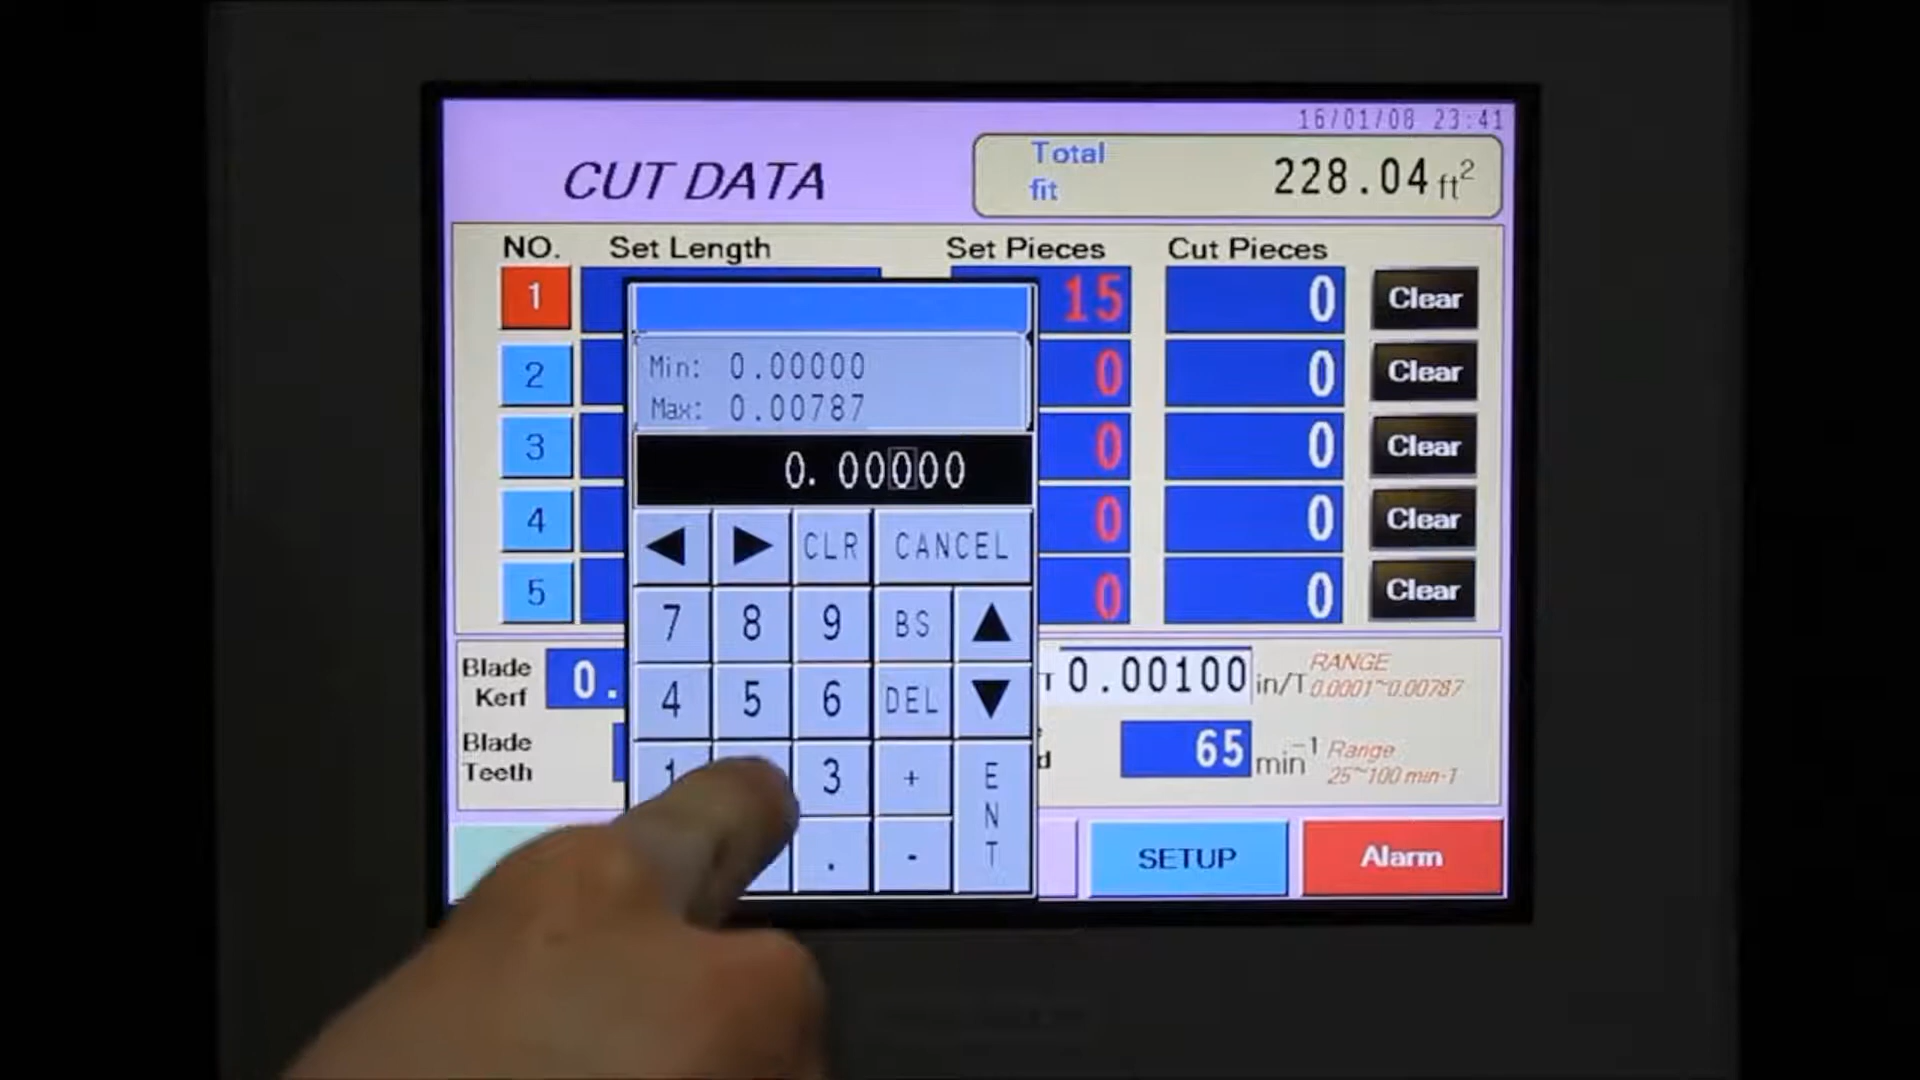 16/01/08 23:41
CUT DATA
Total fit
228.04 ft²
NO. Set Length Set Pieces Cut Pieces
1 15 0 Clear
2 0 0 Clear
3 0 0 Clear
4 0 0 Clear
5 0 0 Clear
Min: 0.00000
Max: 0.00787
0.00000
◀ ▶ CLR CANCEL
7 8 9 BS ▲
4 5 6 DEL ▼
1 3 + ENT
. -
Blade Kerf 0.
T 0.00100 in/T RANGE 0.0001~0.00787
Blade Teeth
d 65 min⁻¹ Range 25~100 min-1
SETUP Alarm